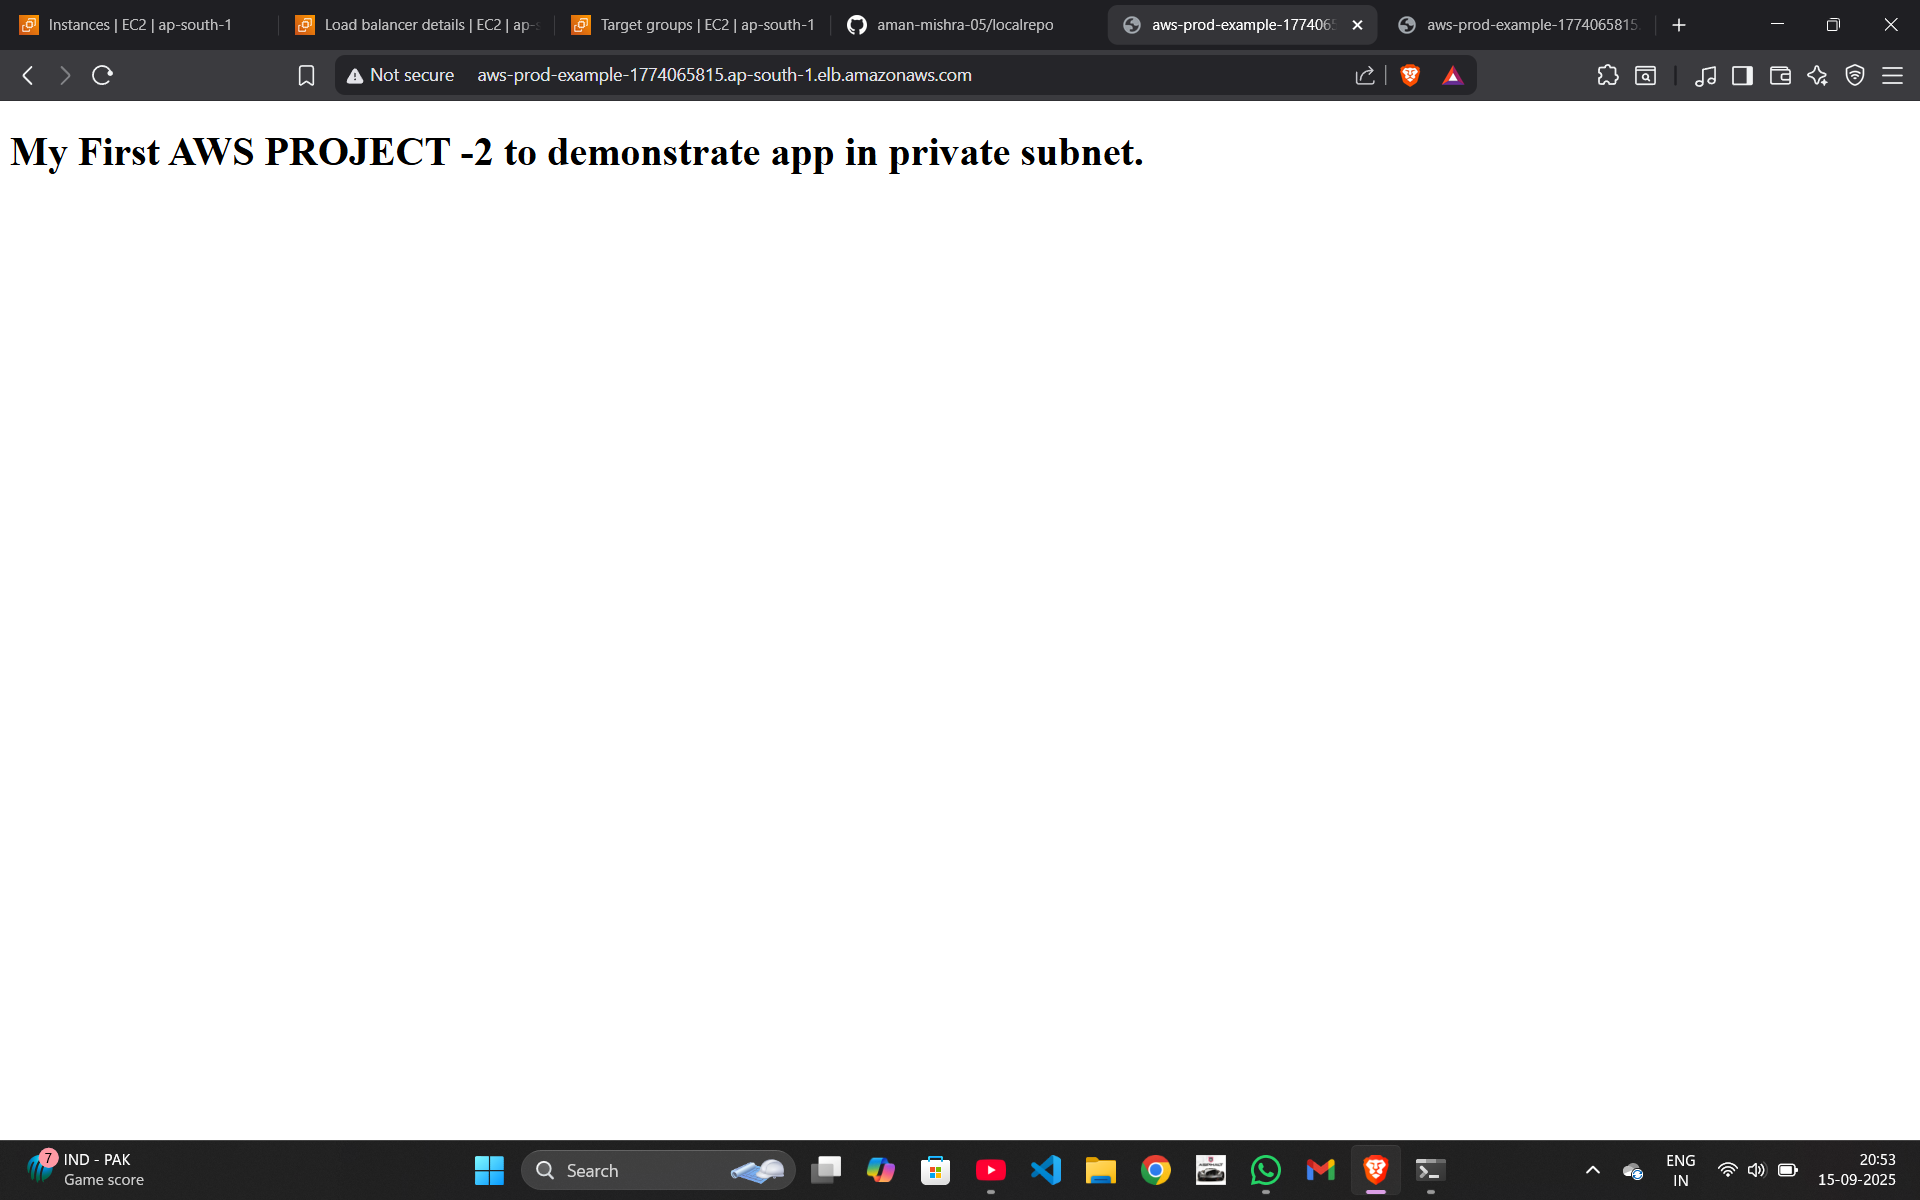 Instances | EC2 | ap-south-1
Load balancer details | EC2 | ap-s
Target groups | EC2 | ap-south-1
aman-mishra-05/localrepo
aws-prod-example-1774065
aws-prod-example-1774065815.
Not secure
aws-prod-example-1774065815.ap-south-1.elb.amazonaws.com
My First AWS PROJECT -2 to demonstrate app in private subnet.
7
IND - PAK
Game score
Search
ENG
IN
20:53
15-09-2025